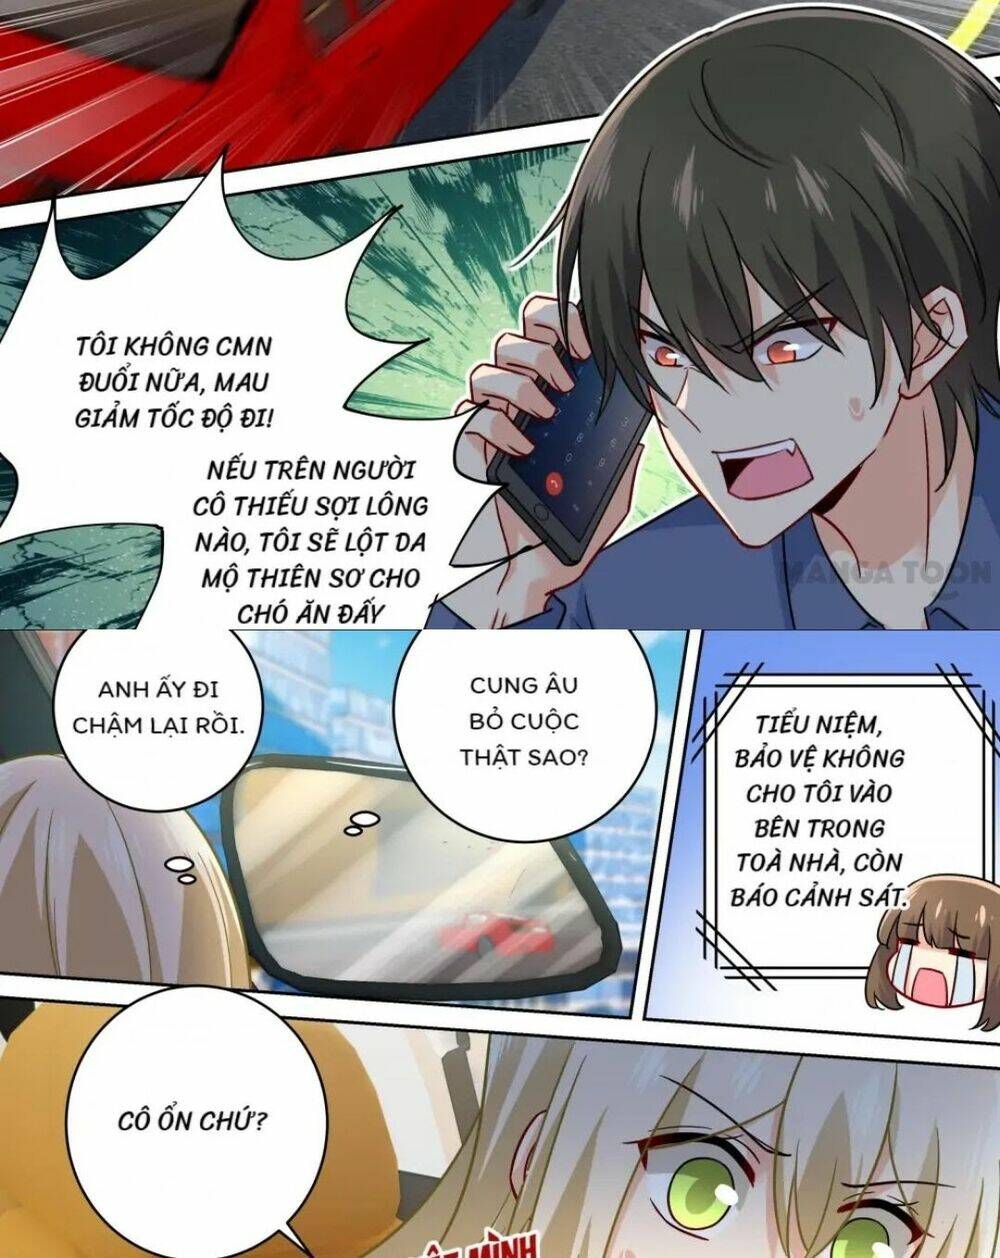 TÔI KHÔNG CMN
ĐUỔI NỮA, MAU
GIẢM TỐC ĐỘ ĐI!
NẾU TRÊN NGƯỜI
CÔ THIẾU SỢI LÔNG
NÀO, TÔI SẼ LỘT DA
MỘ THIÊN SƠ CHO
CHÓ ĂN ĐẤY
MANGA TOON
ANH ẤY ĐI
CHẬM LẠI RỒI.
CUNG ÂU
BỎ CUỘC
THẬT SAO?
TIỂU NIỆM,
BẢO VỆ KHÔNG
CHO TÔI VÀO
BÊN TRONG
TOÀ NHÀ, CÒN
BÁO CẢNH SÁT.
CÔ ỔN CHỨ?
MÌNH